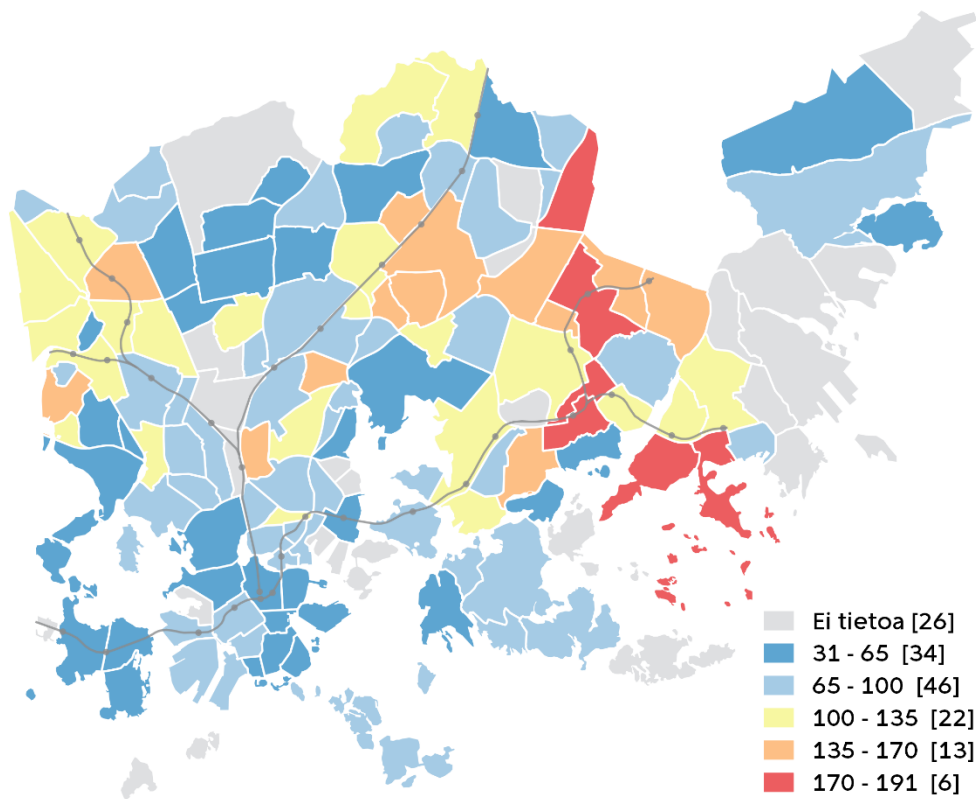 Ei tietoa [26]
31 - 65 [34]
65 - 100 [46]
100 - 135 [22]
135 - 170 [13]
170 - 191 [6]